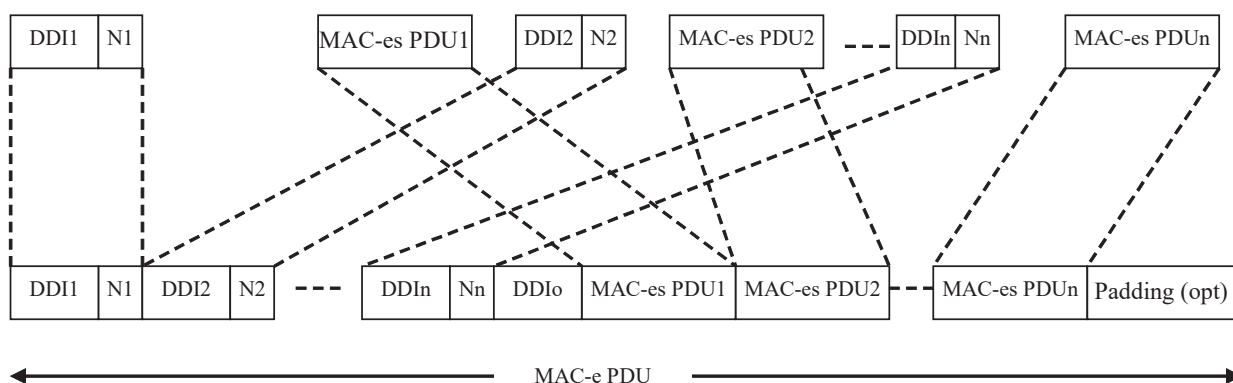 DDI1 N1 MAC-es PDU1 DDI2 N2 MAC-es PDU2 DDIn Nn MAC-es PDUn
DDI1 N1 DDI2 N2 DDIn Nn DDIo MAC-es PDU1 MAC-es PDU2 MAC-es PDUn Padding (opt)
MAC-e PDU